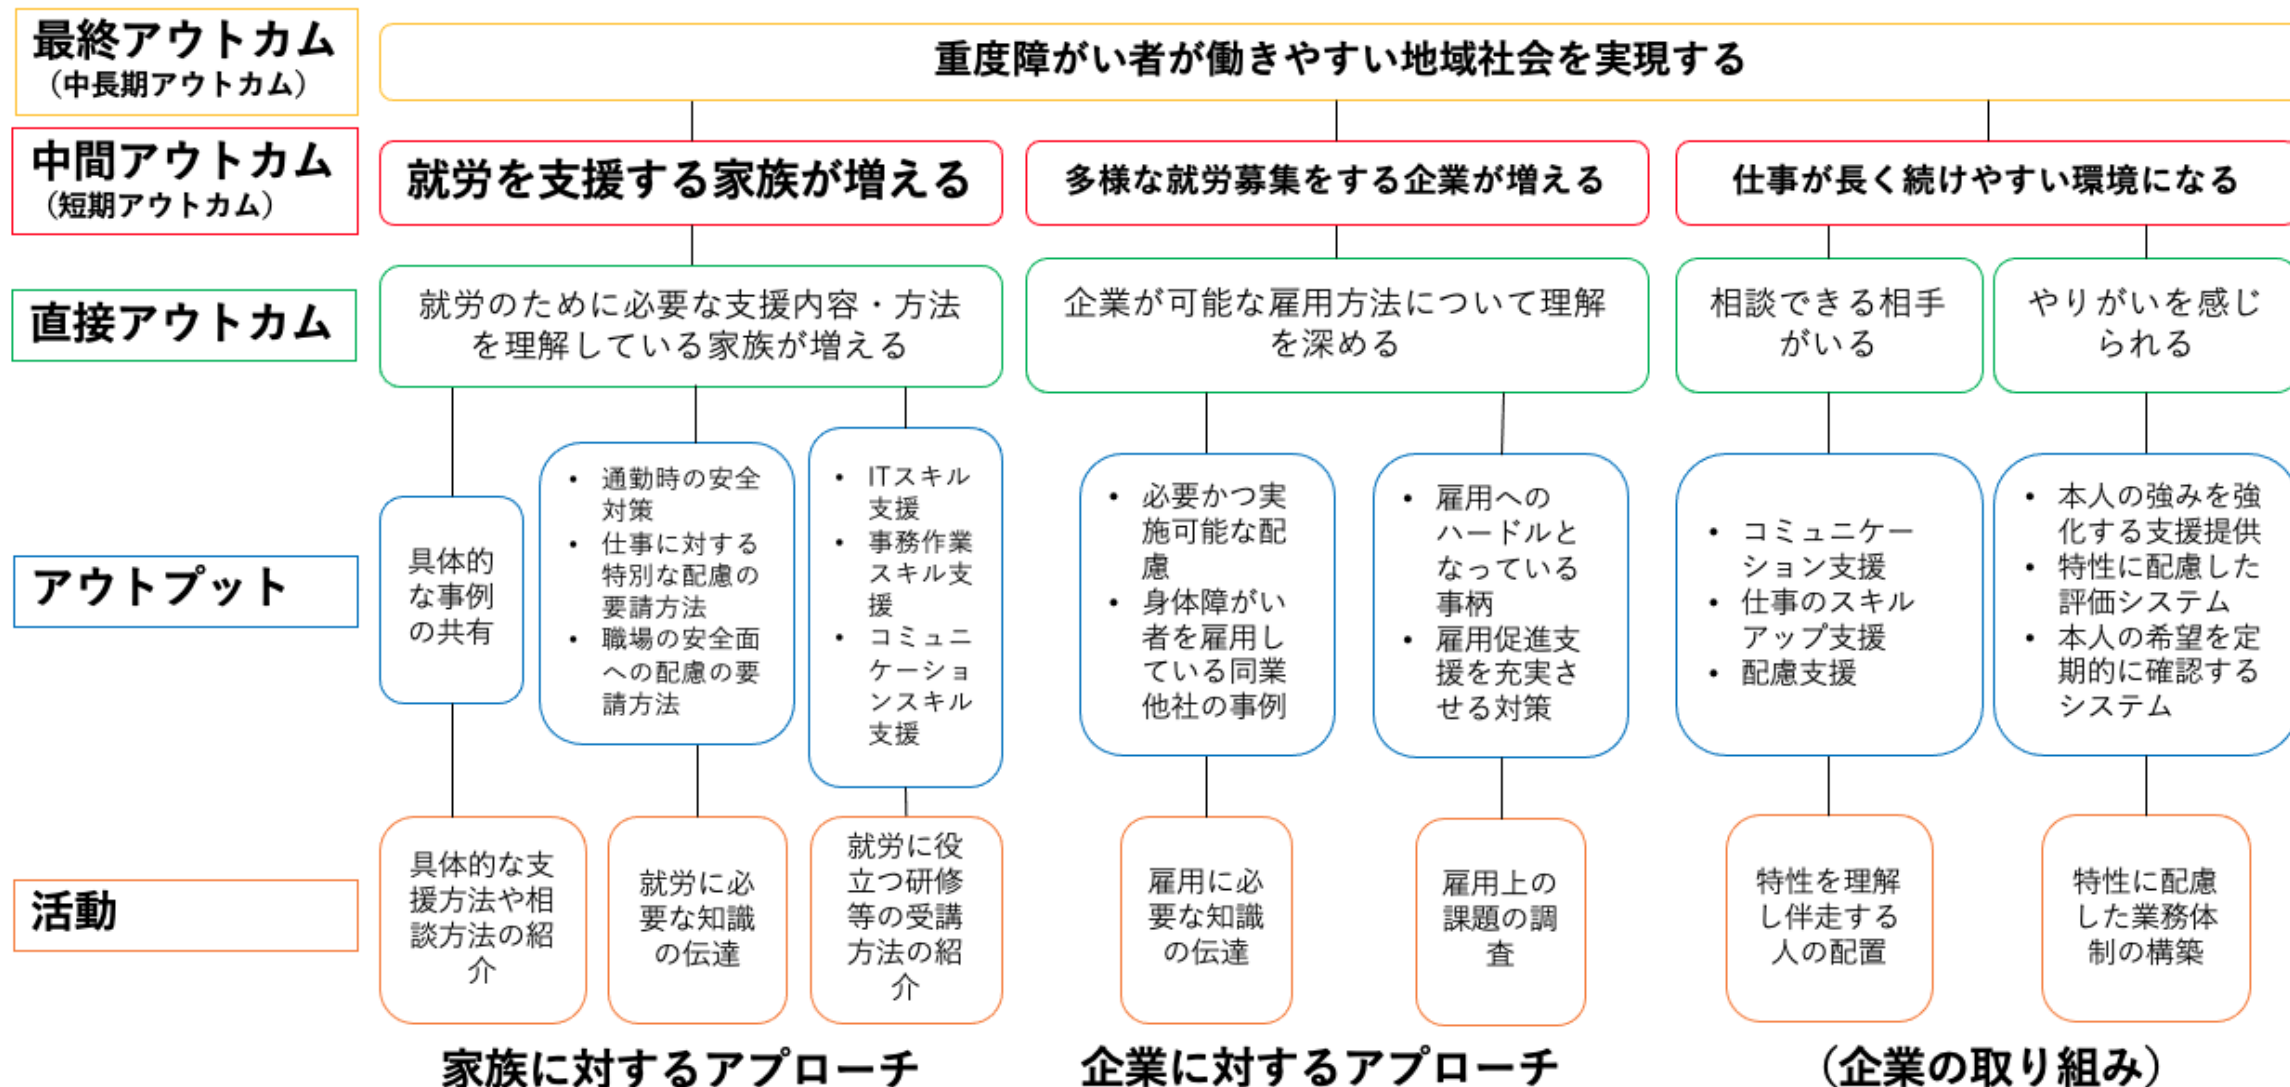 最終アウトカム
（中長期アウトカム）
重度障がい者が働きやすい地域社会を実現する
中間アウトカム
（短期アウトカム）
就労を支援する家族が増える
多様な就労募集をする企業が増える
仕事が長く続けやすい環境になる
直接アウトカム
就労のために必要な支援内容・方法
を理解している家族が増える
企業が可能な雇用方法について理解
を深める
相談できる相手
がいる
やりがいを感じ
られる
アウトプット
具体的
な事例
の共有
• 通勤時の安全
対策
• 仕事に対する
特別な配慮の
要請方法
• 職場の安全面
への配慮の要
請方法
• ITスキル
支援
• 事務作業
スキル支
援
• コミュニ
ケーショ
ンスキル
支援
• 必要かつ実
施可能な配
慮
• 身体障がい
者を雇用し
ている同業
他社の事例
• 雇用への
ハードルと
なっている
事柄
• 雇用促進支
援を充実さ
せる対策
• コミュニケー
ション支援
• 仕事のスキル
アップ支援
• 配慮支援
• 本人の強みを強
化する支援提供
• 特性に配慮した
評価システム
• 本人の希望を定
期的に確認する
システム
活動
具体的な支
援方法や相
談方法の紹
介
就労に必
要な知識
の伝達
就労に役
立つ研修
等の受講
方法の紹
介
雇用に必
要な知識
の伝達
雇用上の
課題の調
査
特性を理解
し伴走する
人の配置
特性に配慮
した業務体
制の構築
家族に対するアプローチ
企業に対するアプローチ
（企業の取り組み）